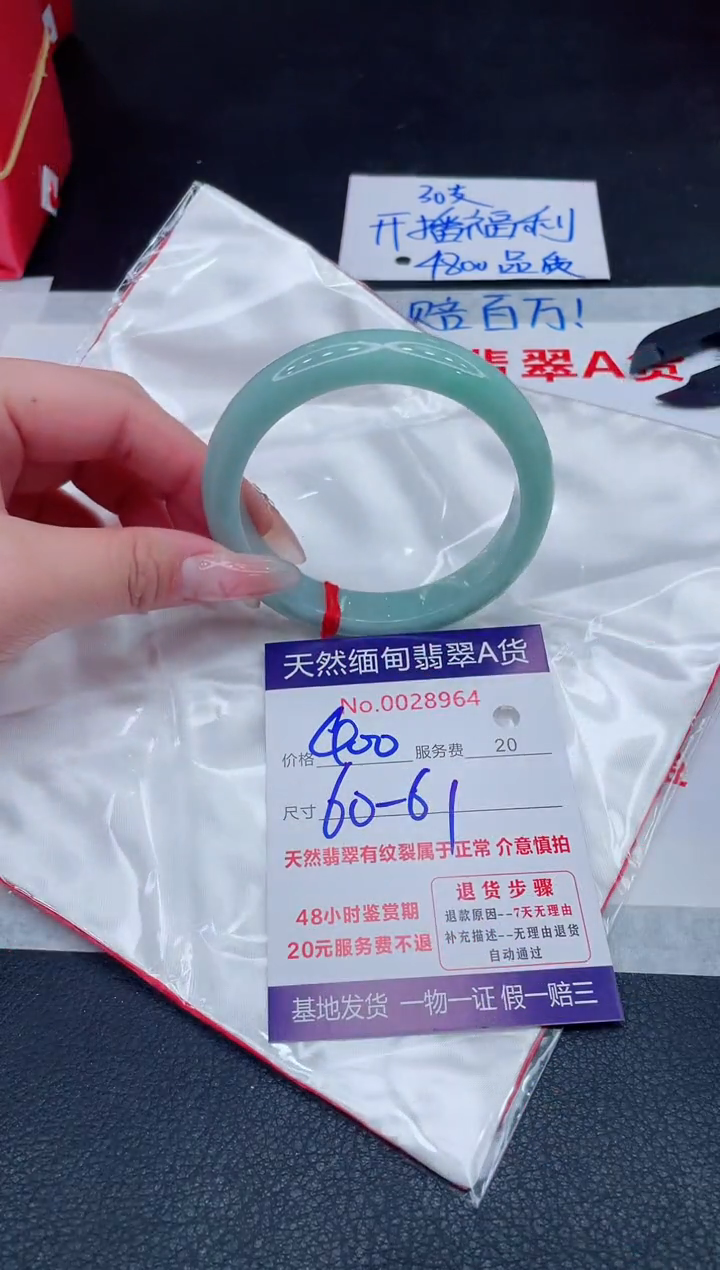 30支
开播福利
4800品质
赔百万!
翡翠A货
天然缅甸翡翠A货
No.0028964
价格 400 服务费 20
尺寸 60-61
天然翡翠有纹裂属于正常 介意慎拍
48小时鉴赏期
20元服务费不退
退货步骤
退款原因--7天无理由
补充描述--无理由退货
自动通过
基地发货 一物一证 假一赔三